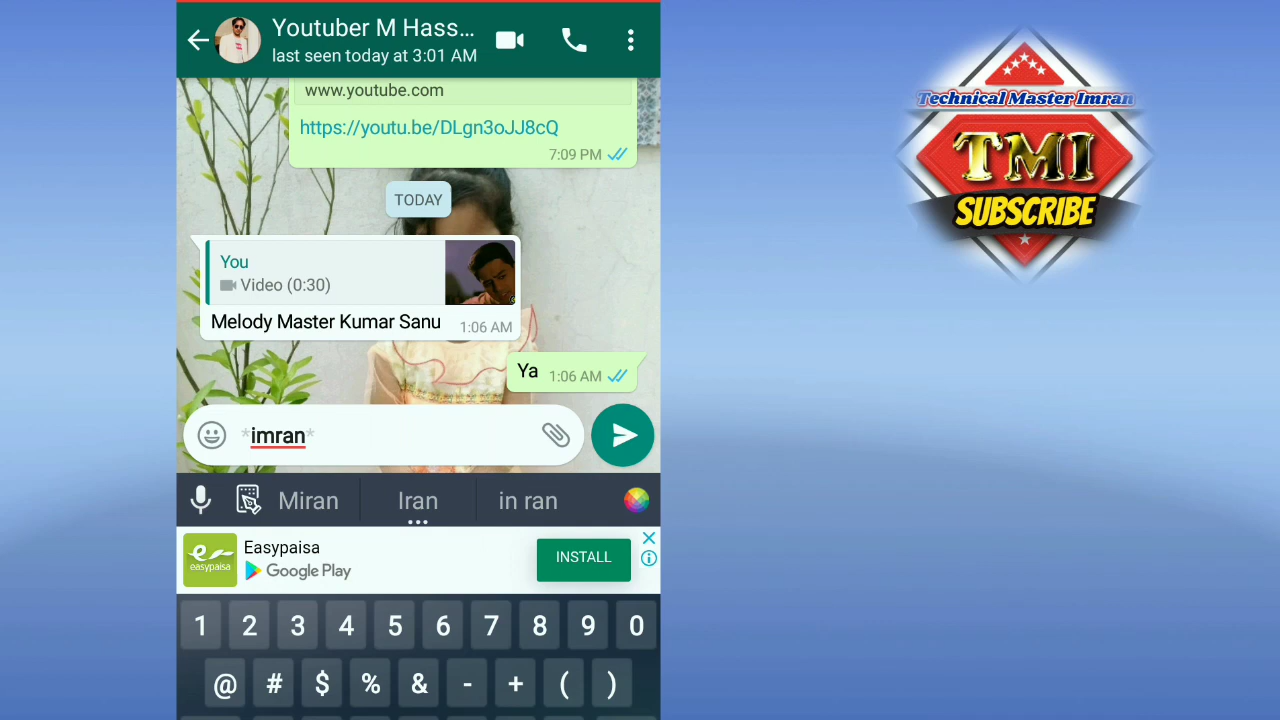 Youtuber M Hass...
last seen today at 3:01 AM
www.youtube.com
https://youtu.be/DLgn3oJJ8cQ
7:09 PM
TODAY
You
Video (0:30)
Melody Master Kumar Sanu 1:06 AM
Ya 1:06 AM
*imran*
Miran Iran in ran
easypaisa
Easypaisa
Google Play
INSTALL
1 2 3 4 5 6 7 8 9 0
@ # $ % & - + ( )
Technical Master Imran
TMI
SUBSCRIBE